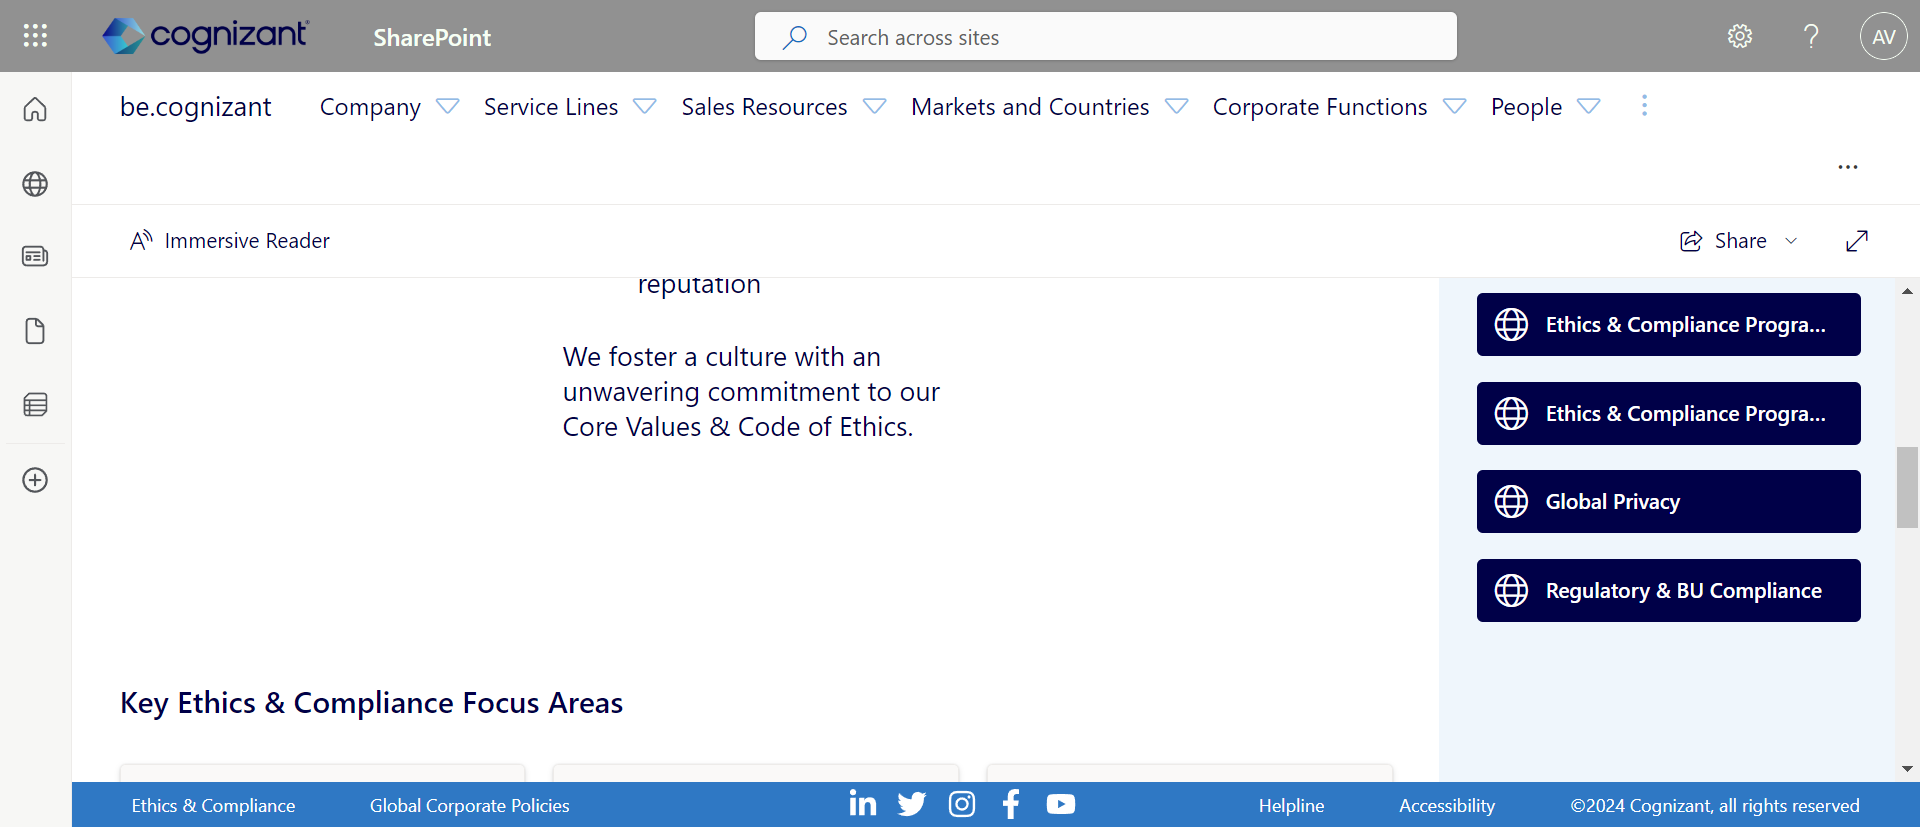 cognizant
SharePoint
Search across sites
AV
be.cognizant
Company
Service Lines
Sales Resources
Markets and Countries
Corporate Functions
People
Immersive Reader
Share
reputation
We foster a culture with an
unwavering commitment to our
Core Values & Code of Ethics.
Ethics & Compliance Progra...
Ethics & Compliance Progra...
Global Privacy
Regulatory & BU Compliance
Key Ethics & Compliance Focus Areas
Ethics & Compliance
Global Corporate Policies
Helpline
Accessibility
©2024 Cognizant, all rights reserved